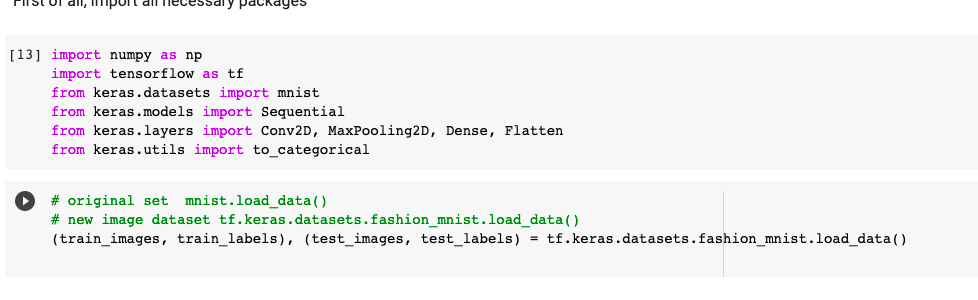 First of all, import all necessary packages
[13] import numpy as np
import tensorflow as tf
from keras.datasets import mnist
from keras.models import Sequential
from keras.layers import Conv2D, MaxPooling2D, Dense, Flatten
from keras.utils import to_categorical
# original set  mnist.load_data()
# new image dataset tf.keras.datasets.fashion_mnist.load_data()
(train_images, train_labels), (test_images, test_labels) = tf.keras.datasets.fashion_mnist.load_data()